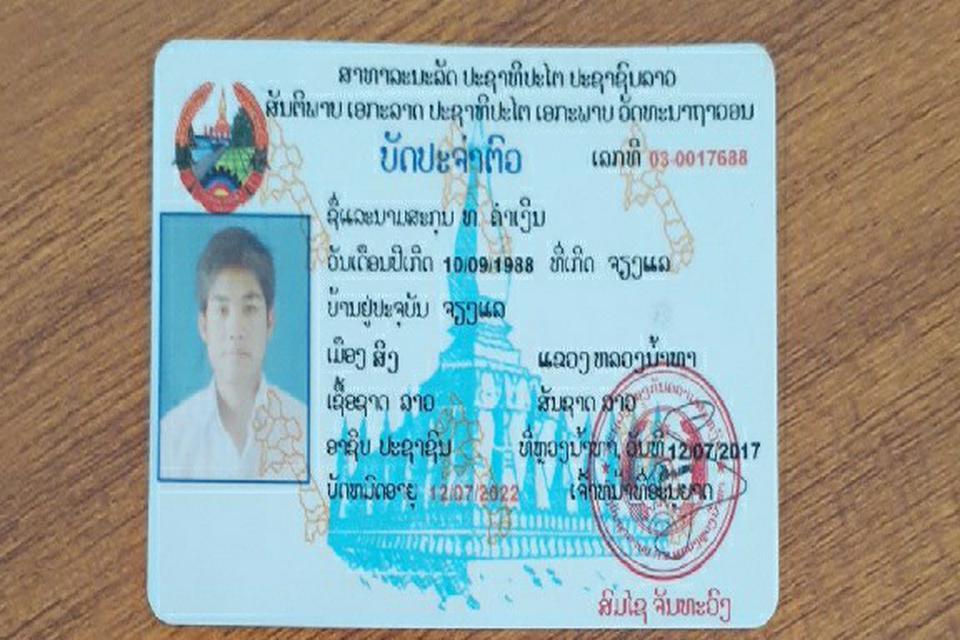 ສາທາລະນະລັດ ປະຊາທິປະໄຕ ປະຊາຊົນລາວ
ສັນຕິພາບ ເອກະລາດ ປະຊາທິປະໄຕ ເອກະພາບ ວັດທະນາຖາວອນ
ບັດປະຈຳຕົວ ເລກທີ 03-0017688
ຊື່ແລະນາມສະກຸນ ທ. ຄຳເງິນ
ວັນເດືອນປີເກີດ 10/09/1988 ທີ່ເກີດ ຈຽງແລ
ບ້ານຢູ່ປະຈຸບັນ ຈຽງແລ
ເມືອງ ສິງ ແຂວງ ຫລວງນ້ຳທາ
ເຊື້ອຊາດ ລາວ ສັນຊາດ ລາວ
ອາຊີບ ປະຊາຊົນ ທີ່ຫຼວງນ້ຳທາ, ວັນທີ 12/07/2017
ບັດຫມົດອາຍຸ 12/07/2022 ເຈົ້າຫນ້າທີ່ອະນຸຍາດ
ສົມໄຊ ຈັນທະວົງ